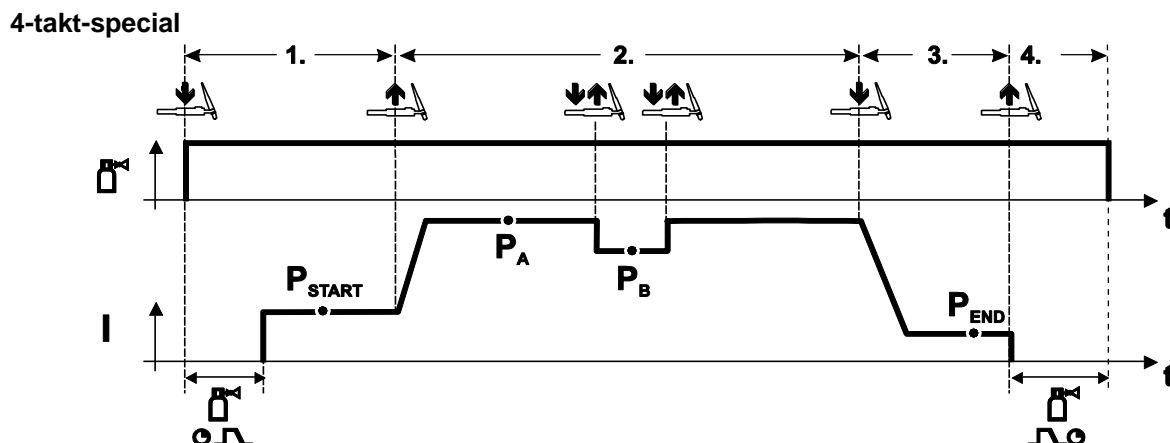 4-takt-special
1. 2. 3. 4.
t
P_A
P_B
P_START
P_END
I
t